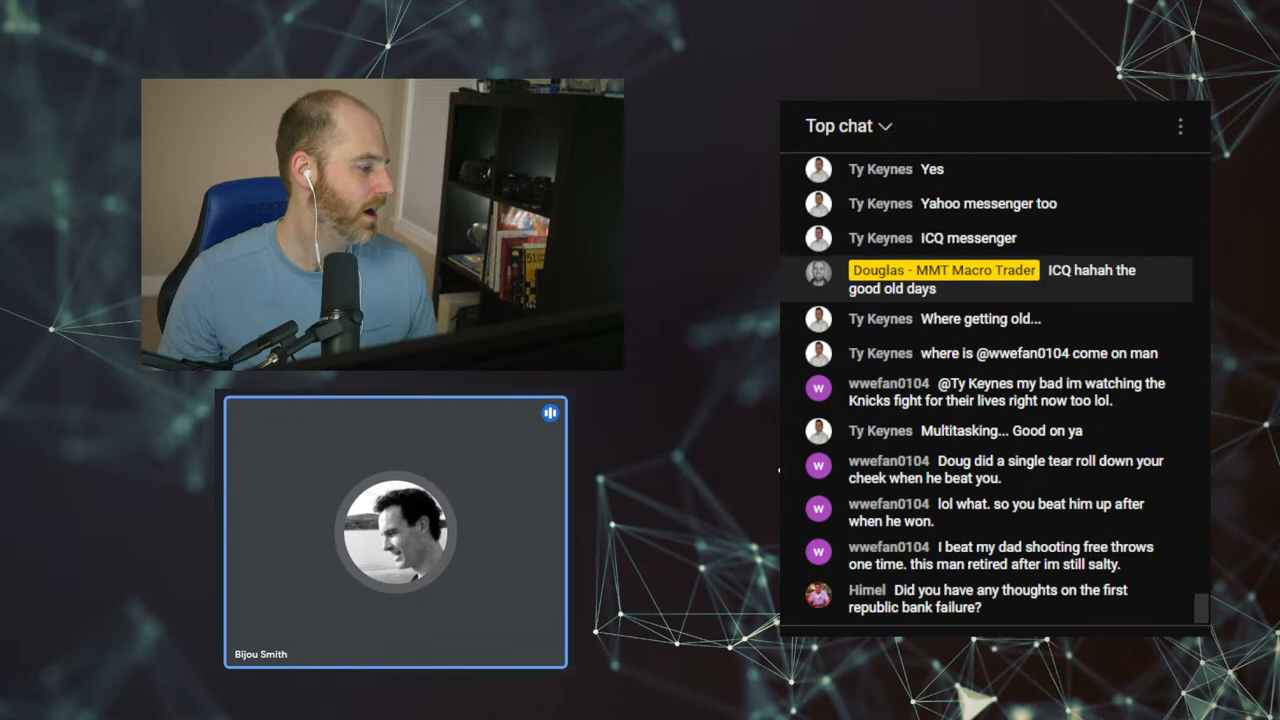 Top chat
Ty Keynes Yes
Ty Keynes Yahoo messenger too
Ty Keynes ICQ messenger
Douglas - MMT Macro Trader ICQ hahah the
good old days
Ty Keynes Where getting old...
Ty Keynes where is @wwefan0104 come on man
W wwefan0104 @Ty Keynes my bad im watching the
Knicks fight for their lives right now too lol.
Ty Keynes Multitasking... Good on ya
W wwefan0104 Doug did a single tear roll down your
cheek when he beat you.
W wwefan0104 lol what. so you beat him up after
when he won.
W wwefan0104 I beat my dad shooting free throws
one time. this man retired after im still salty.
Himel Did you have any thoughts on the first
republic bank failure?
Bijou Smith